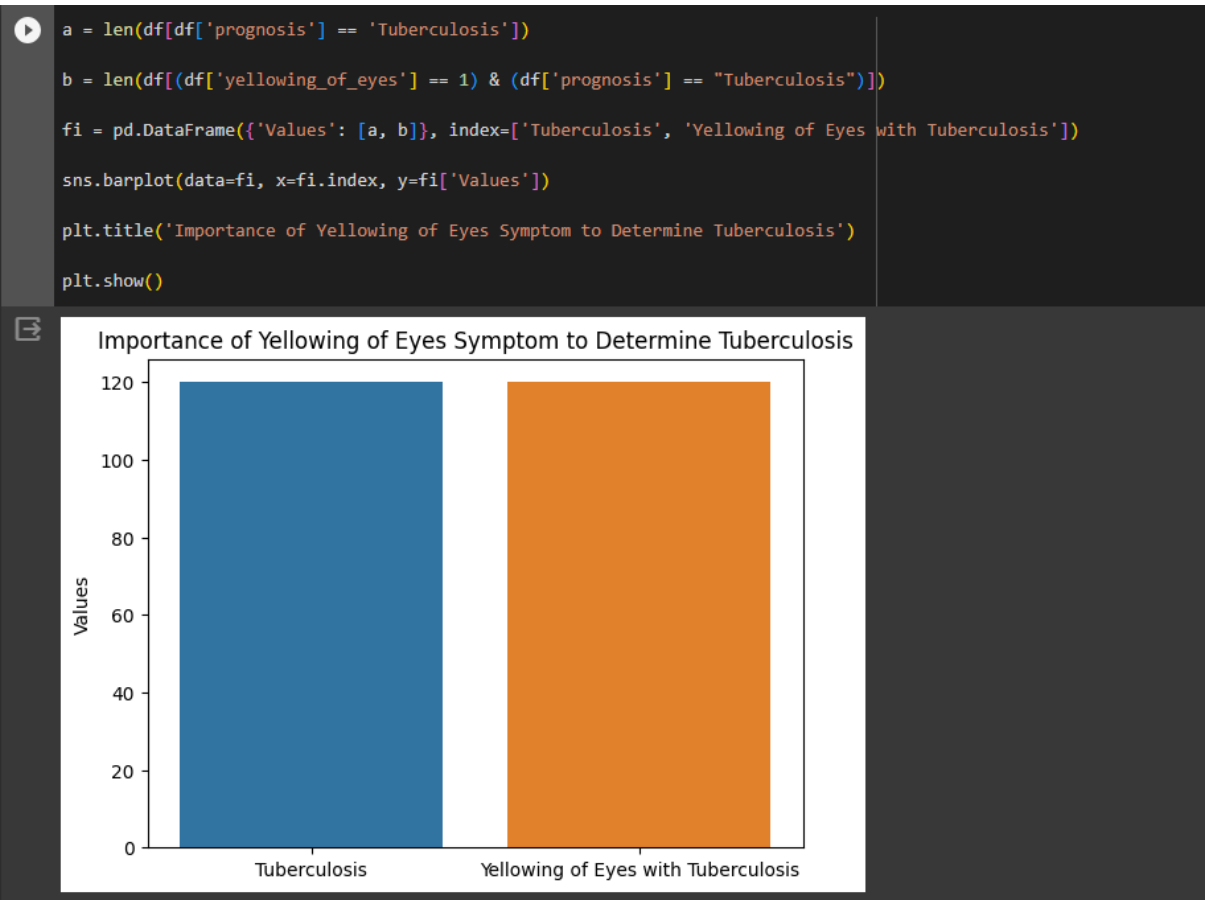 a = len(df[df['prognosis'] == 'Tuberculosis'])
b = len(df[(df['yellowing_of_eyes'] == 1) & (df['prognosis'] == "Tuberculosis")])
fi = pd.DataFrame({'Values': [a, b]}, index=['Tuberculosis', 'Yellowing of Eyes with Tuberculosis'])
sns.barplot(data=fi, x=fi.index, y=fi['Values'])
plt.title('Importance of Yellowing of Eyes Symptom to Determine Tuberculosis')
plt.show()
Importance of Yellowing of Eyes Symptom to Determine Tuberculosis
120
100
80
60
40
20
0
Values
Tuberculosis
Yellowing of Eyes with Tuberculosis